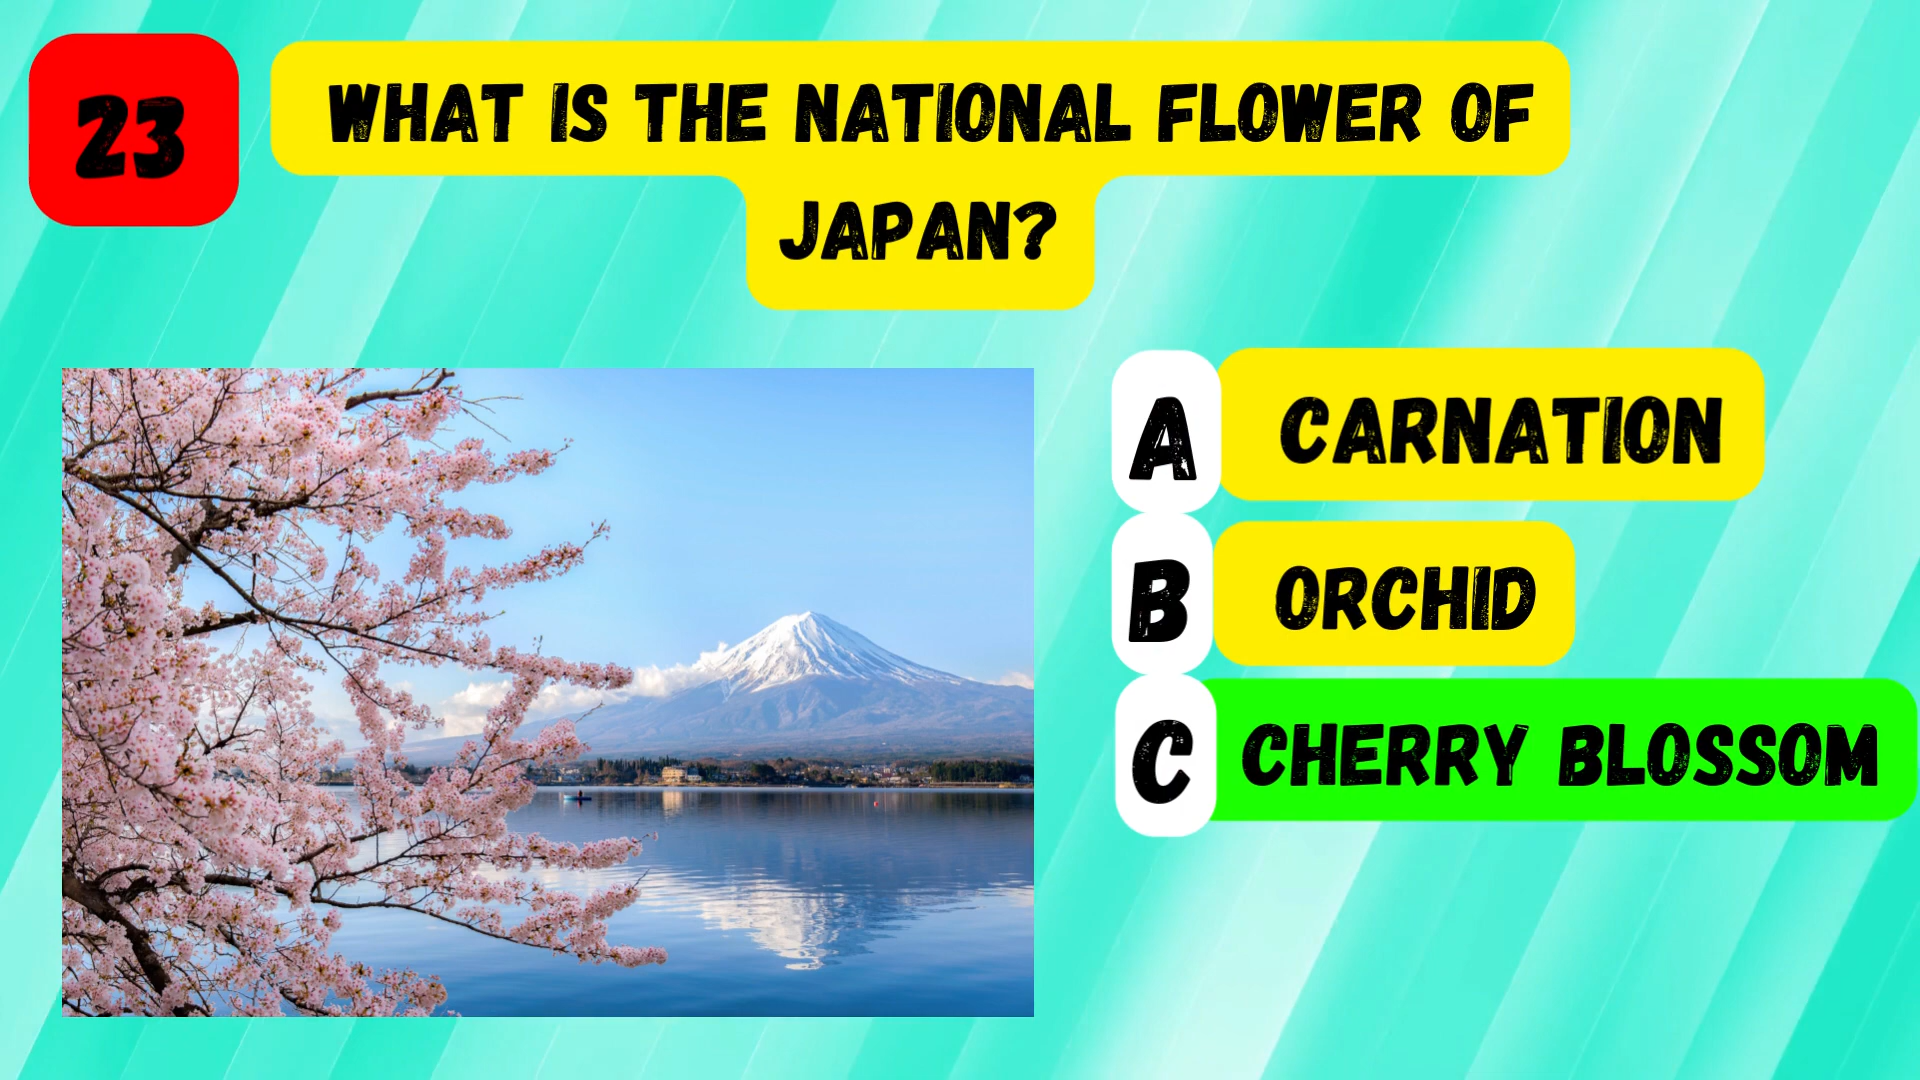 23
WHAT IS THE NATIONAL FLOWER OF
JAPAN?
A CARNATION
B ORCHID
C CHERRY BLOSSOM